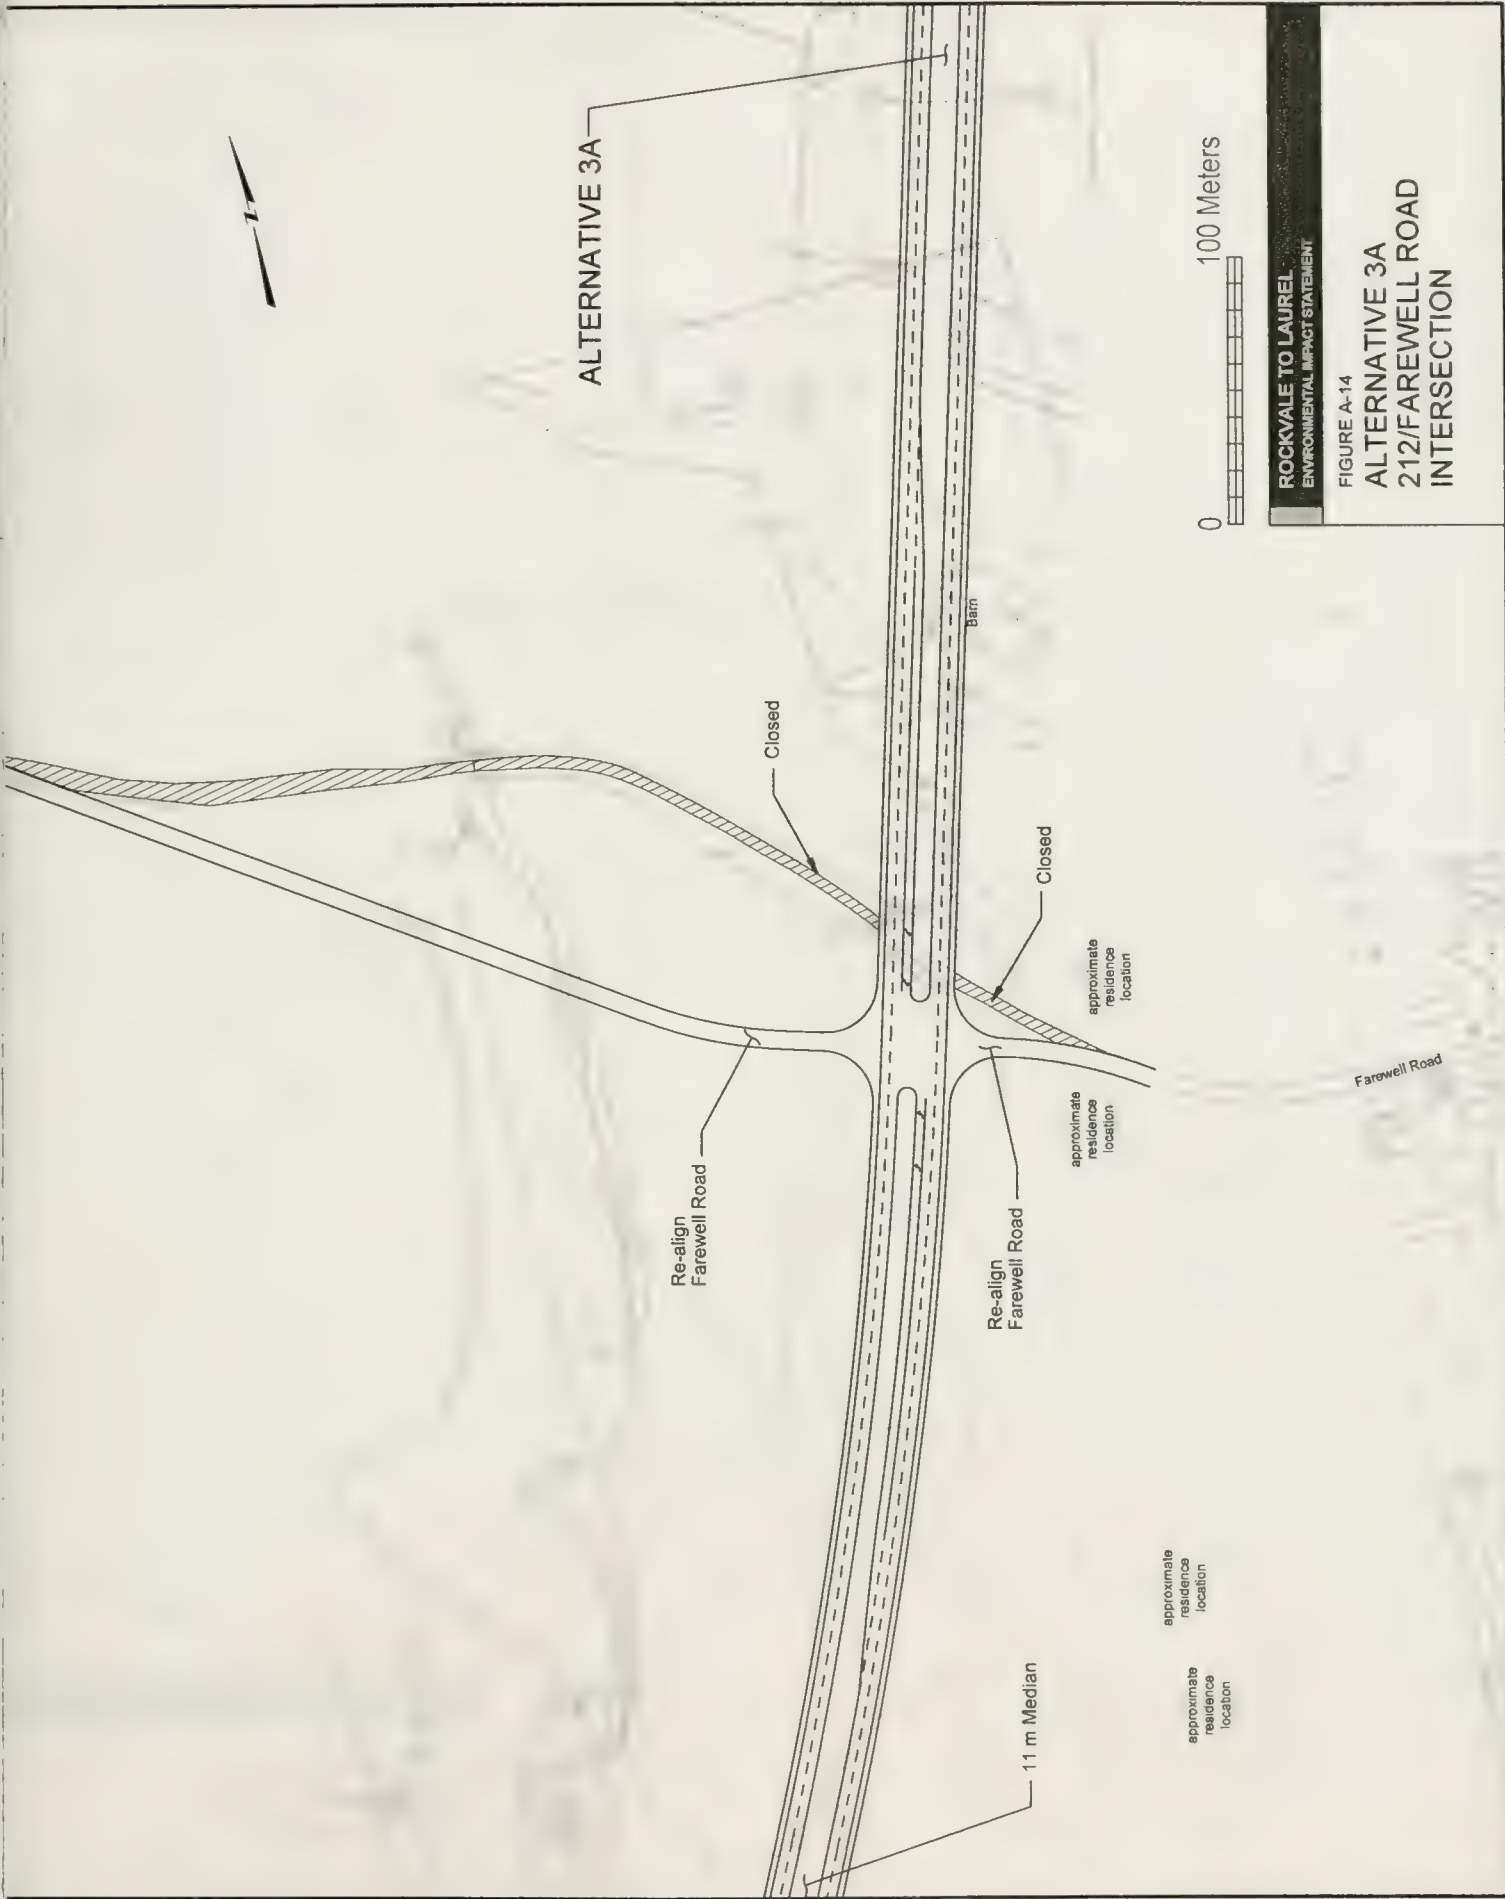 ALTERNATIVE 3A
Closed
Closed
Re-align
Farewell Road
Re-align
Farewell Road
Barn
approximate
residence
location
approximate
residence
location
approximate
residence
location
approximate
residence
location
Farewell Road
11 m Median
N
0 100 Meters
ROCKVALE TO LAUREL
ENVIRONMENTAL IMPACT STATEMENT
FIGURE A-14
ALTERNATIVE 3A
212/FAREWELL ROAD
INTERSECTION